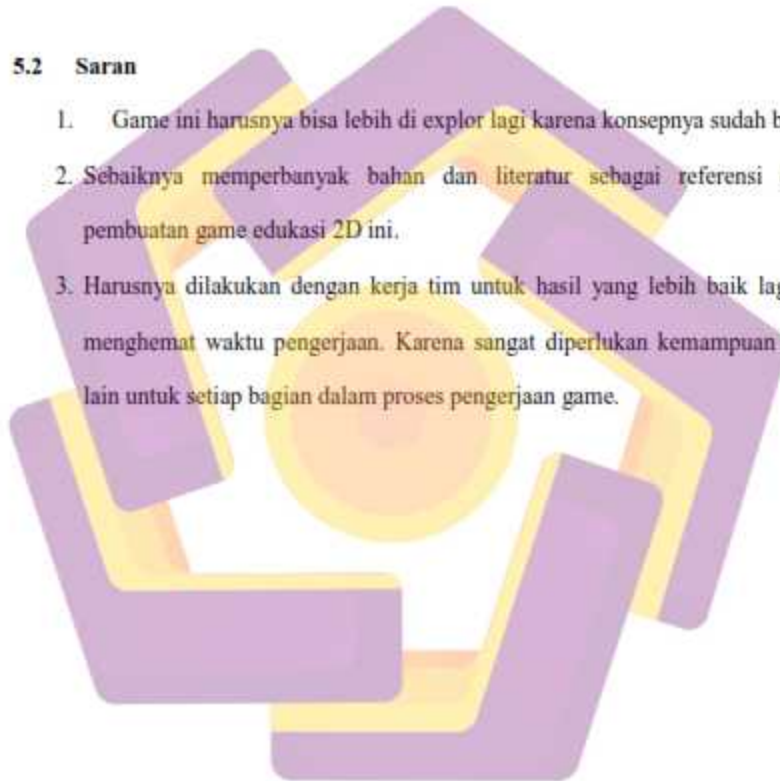 5.2 Saran
1. Game ini harusnya bisa lebih di explor lagi karena konsepnya sudah
2. Sebaiknya memperbanyak bahan dan literatur sebagai referensi
pembuatan game edukasi 2D ini.
3. Harusnya dilakukan dengan kerja tim untuk hasil yang lebih baik
menghemat waktu pengerjaan. Karena sangat diperlukan kemampuan
lain untuk setiap bagian dalam proses pengerjaan game.